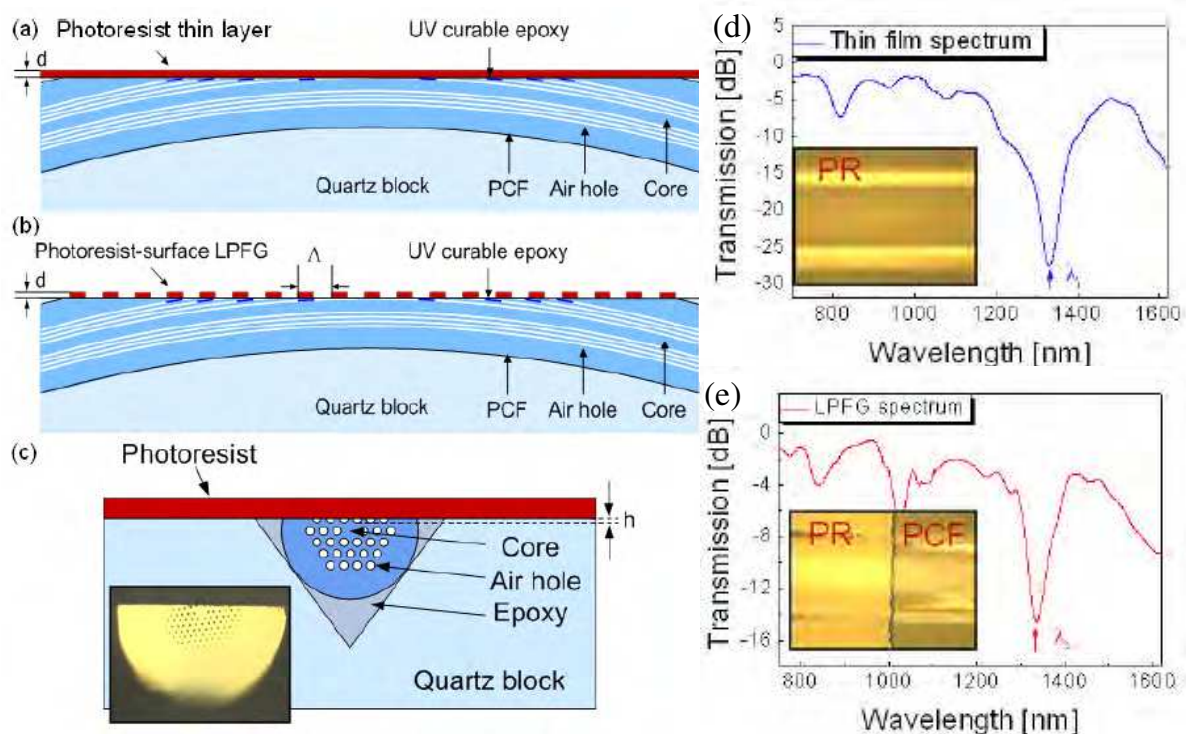 (a)
Photoresist thin layer
UV curable epoxy
d
Quartz block
PCF
Air hole
Core
(b)
Photoresist-surface LPFG
Λ
UV curable epoxy
d
Quartz block
PCF
Air hole
Core
(c)
Photoresist
h
Core
Air hole
Epoxy
Quartz block
(d)
Thin film spectrum
Transmission [dB]
5
0
-5
-10
-15
-20
-25
-30
PR
800
1000
1200
1400
1600
Wavelength [nm]
(e)
LPFG spectrum
Transmission [dB]
0
-4
-8
-12
-16
PR
PCF
800
1000
1200
1400
1600
Wavelength [nm]